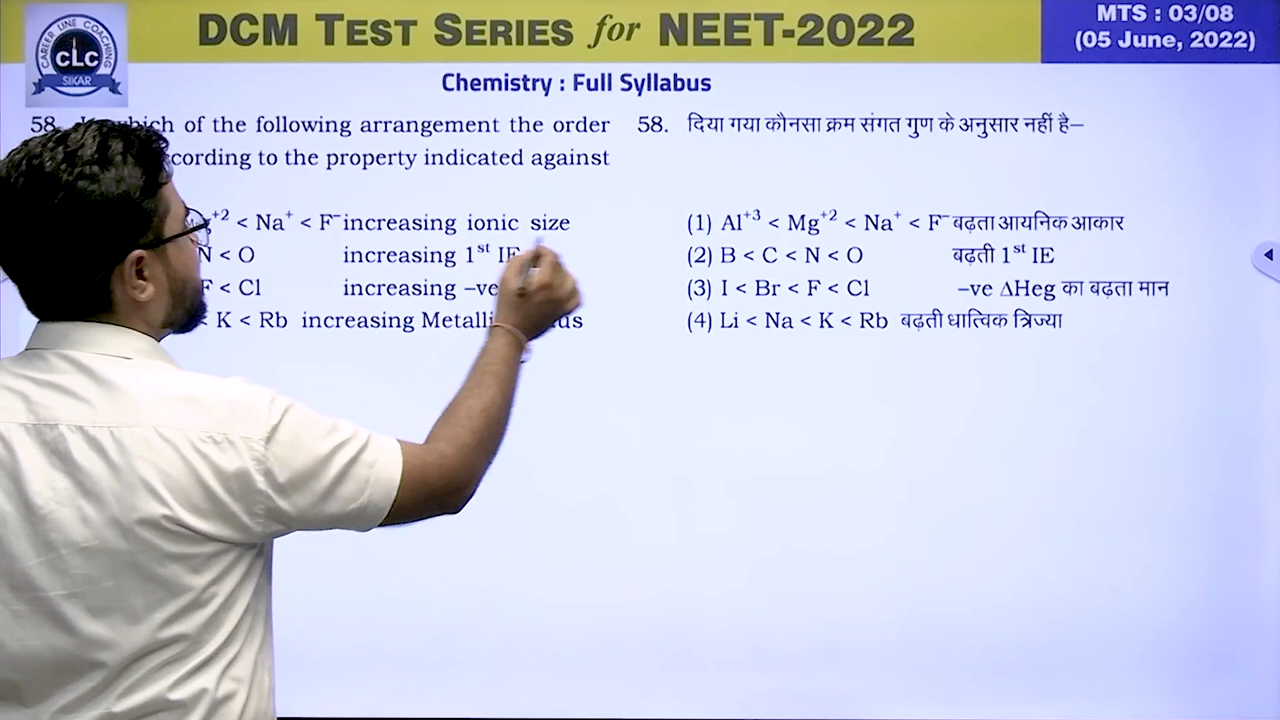 DCM TEST SERIES for NEET-2022
MTS : 03/08
(05 June, 2022)
CAREER LINE COACHING
CLC
SIKAR
Chemistry : Full Syllabus
58. which of the following arrangement the order
according to the property indicated against
+2 < Na+ < F– increasing ionic size
N < O increasing 1st IE
F < Cl increasing –ve
< K < Rb increasing
58. दिया गया कौनसा क्रम संगत गुण के अनुसार नहीं है–
(1) Al+3 < Mg+2 < Na+ < F– बढ़ता आयनिक आकार
(2) B < C < N < O बढ़ती 1st IE
(3) I < Br < F < Cl –ve ΔHeg का बढ़ता मान
(4) Li < Na < K < Rb बढ़ती धात्विक त्रिज्या